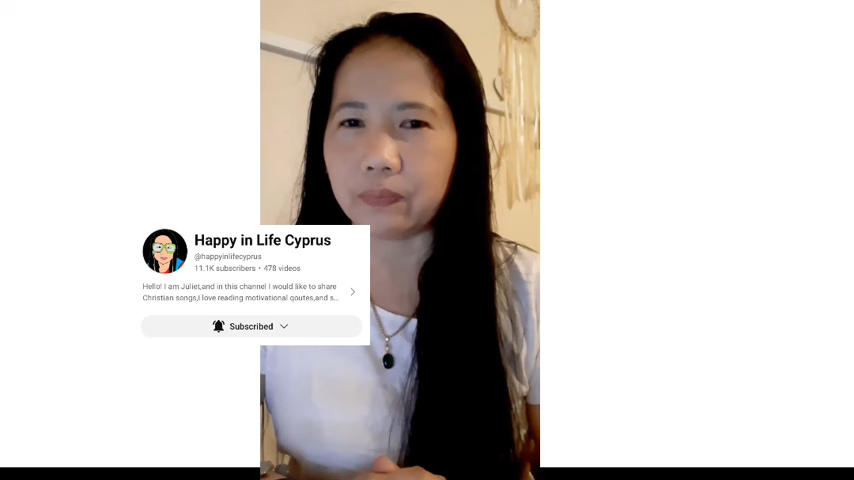 Happy in Life Cyprus
@happyinlifecyprus
11.1K subscribers • 478 videos
Hello! I am Juliet,and in this channel I would like to share
Christian songs,I love reading motivational qoutes,and s...
Subscribed